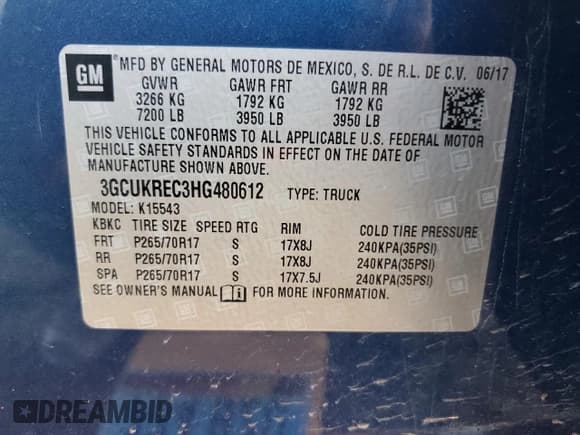 GM
MFD BY GENERAL MOTORS DE MEXICO, S. DE R.L. DE C.V. 06/17
GVWR GAWR FRT GAWR RR
3266 KG 1792 KG 1792 KG
7200 LB 3950 LB 3950 LB
THIS VEHICLE CONFORMS TO ALL APPLICABLE U.S. FEDERAL MOTOR
VEHICLE SAFETY STANDARDS IN EFFECT ON THE DATE OF
MANUFACTURE SHOWN ABOVE.
3GCUKREC3HG480612 TYPE: TRUCK
MODEL: K15543
KBKC TIRE SIZE SPEED RTG RIM COLD TIRE PRESSURE
FRT P265/70R17 S 17X8J 240KPA(35PSI)
RR P265/70R17 S 17X8J 240KPA(35PSI)
SPA P265/70R17 S 17X7.5J 240KPA(35PSI)
SEE OWNER'S MANUAL FOR MORE INFORMATION.
DREAMBID